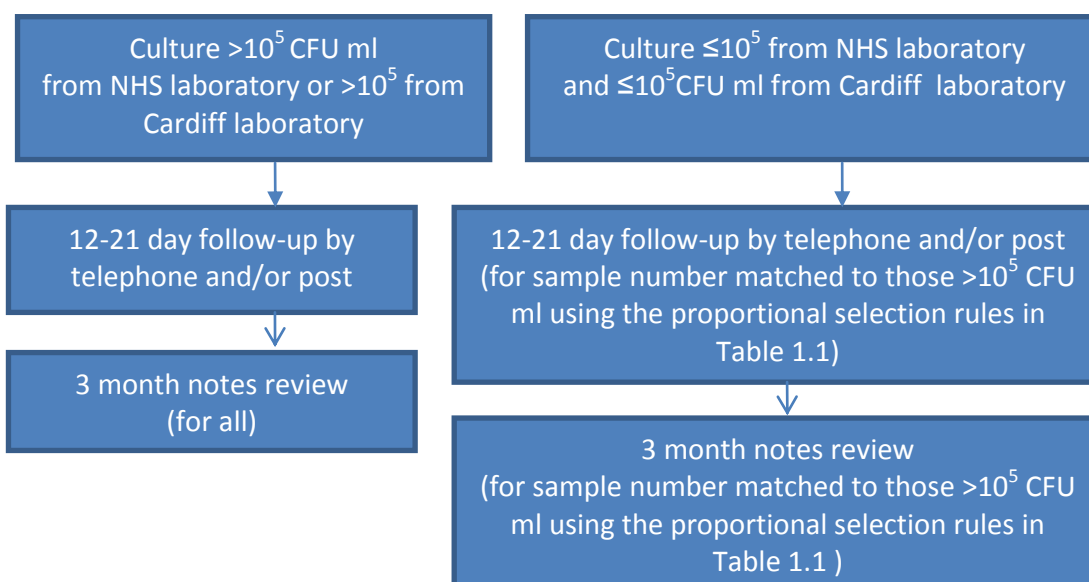 Culture >10⁵ CFU ml
from NHS laboratory or >10⁵ from
Cardiff laboratory
12-21 day follow-up by
telephone and/or post
3 month notes review
(for all)
Culture ≤10⁵ from NHS laboratory
and ≤10⁵CFU ml from Cardiff laboratory
12-21 day follow-up by telephone and/or post
(for sample number matched to those >10⁵ CFU
ml using the proportional selection rules in
Table 1.1)
3 month notes review
(for sample number matched to those >10⁵ CFU
ml using the proportional selection rules in
Table 1.1 )